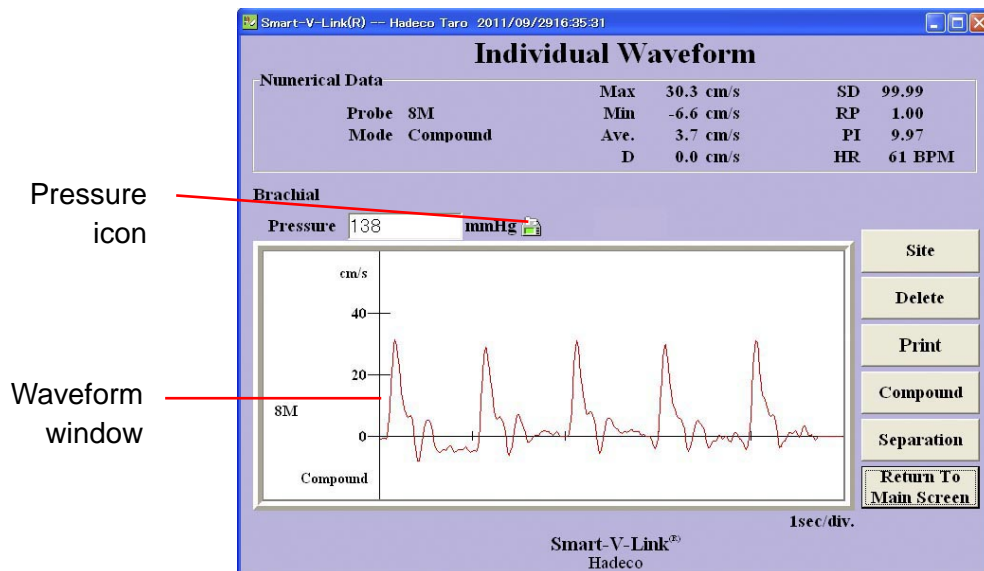 Smart-V-Link(R) -- Hadeco Taro 2011/09/2916:35:31
Individual Waveform
Numerical Data
Max 30.3 cm/s SD 99.99
Probe 8M Min -6.6 cm/s RP 1.00
Mode Compound Ave. 3.7 cm/s PI 9.97
D 0.0 cm/s HR 61 BPM
Pressure
icon
Brachial
Pressure 138 mmHg
Site
cm/s
Delete
40
Print
20
Waveform
window
Compound
8M
0
Separation
Compound
Return To
Main Screen
1sec/div.
Smart-V-Link(R)
Hadeco